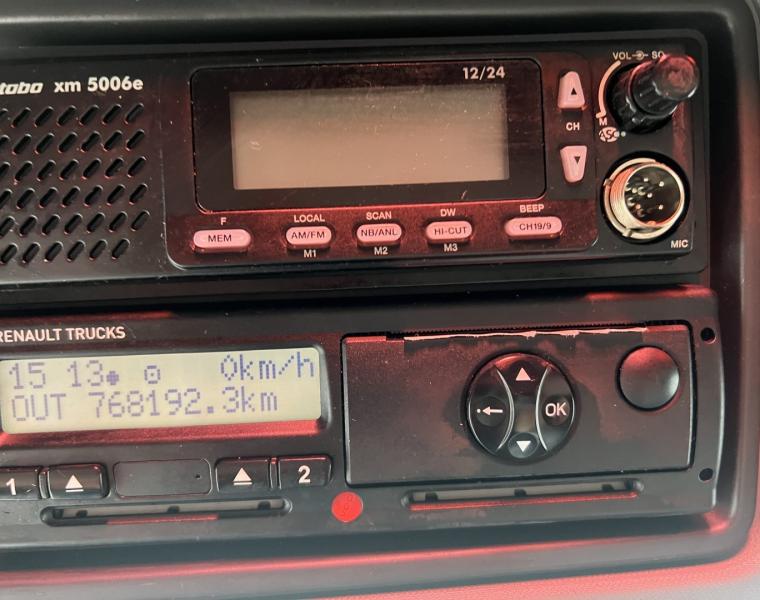 tobo xm 5006e
12/24
VOL SQ
CH
M
ASC
F LOCAL SCAN DW BEEP
MEM AM/FM NB/ANL HI-CUT CH19/9
M1 M2 M3
MIC
RENAULT TRUCKS
15 13 0km/h
OUT 768192.3km
OK
1 2